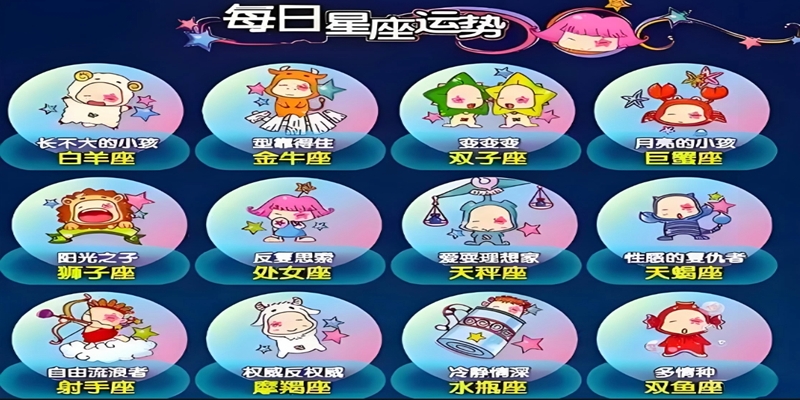 每日星座运势
长不大的小孩
白羊座
型靠得住
金牛座
变变变
双子座
月亮的小孩
巨蟹座
阳光之子
狮子座
反复思索
处女座
爱耍理想家
天秤座
性感的复仇者
天蝎座
自由流浪者
射手座
权威反权威
摩羯座
冷静情深
水瓶座
多情种
双鱼座